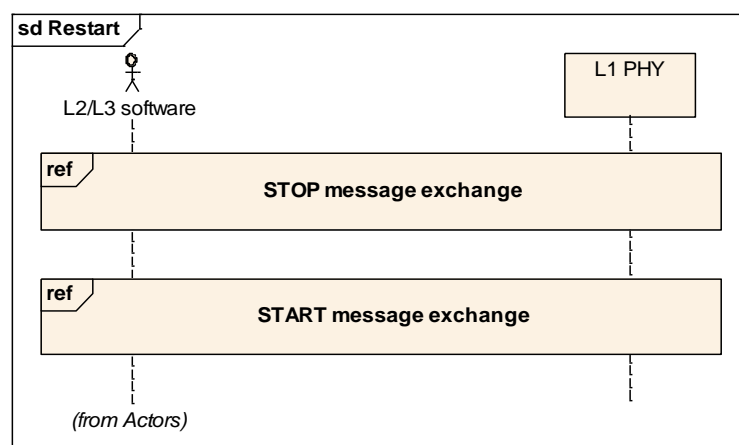 sd Restart
L2/L3 software
L1 PHY
ref
STOP message exchange
ref
START message exchange
(from Actors)